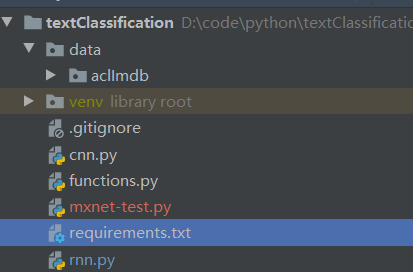 textClassification D:\code\python\textClassificatio
data
aclImdb
venv library root
.gitignore
cnn.py
functions.py
mxnet-test.py
requirements.txt
rnn.py